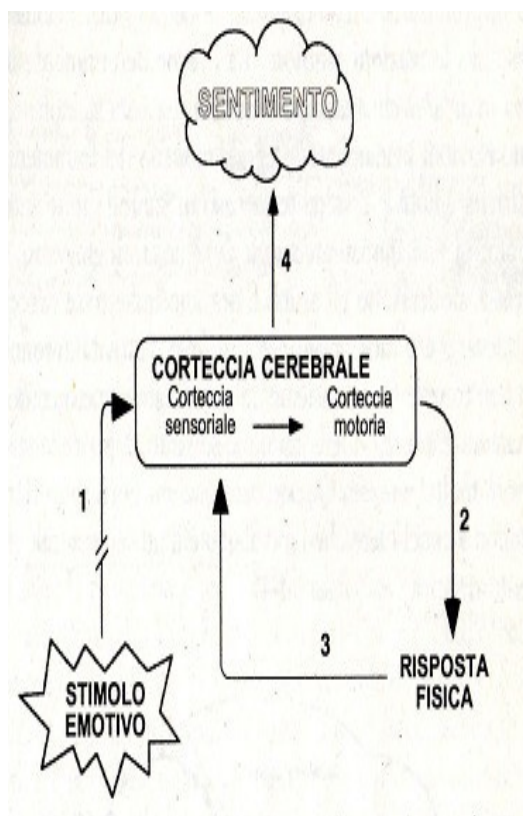 SENTIMENTO
4
CORTECCIA CEREBRALE
Corteccia
sensoriale
Corteccia
motoria
1
2
3
RISPOSTA
FISICA
STIMOLO
EMOTIVO